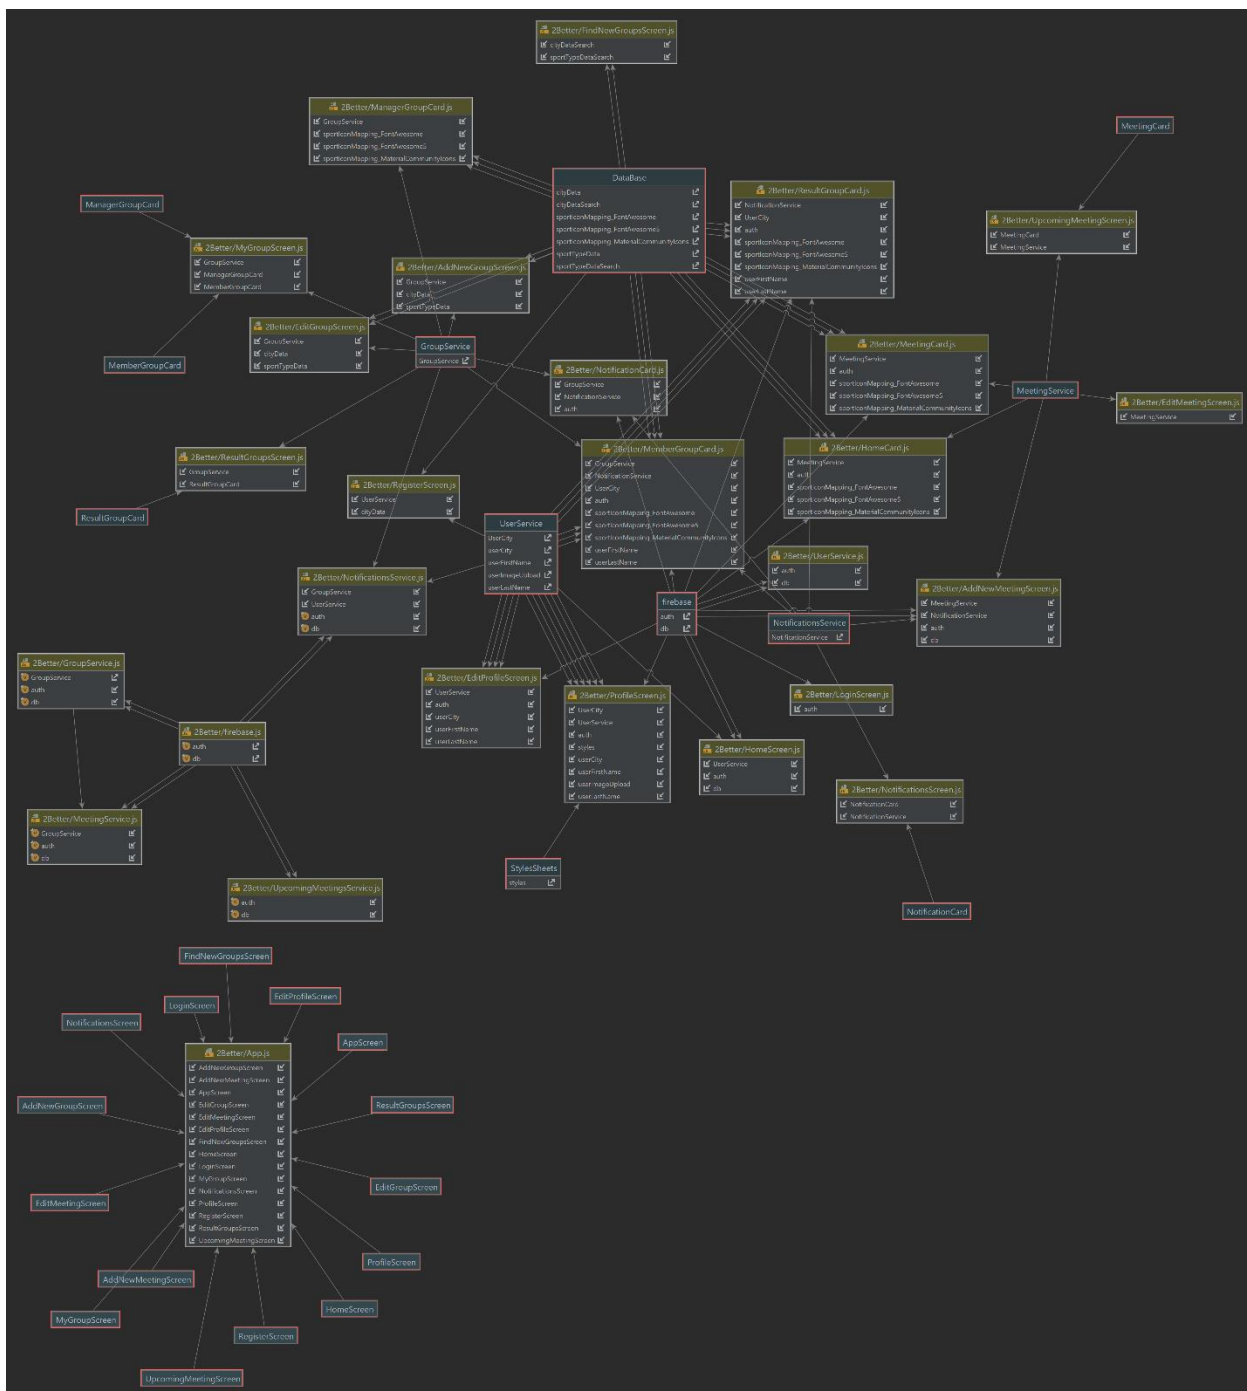 2Better/FindNewGroupsScreen.js
cityDataSearch
sportTypeDataSearch
2Better/ManagerGroupCard.js
GroupService
sportIconMapping_FontAwesome
sportIconMapping_FontAwesome5
sportIconMapping_MaterialCommunityIcons
MeetingCard
DataBase
cityData
cityDataSearch
sportIconMapping_FontAwesome
sportIconMapping_FontAwesome5
sportIconMapping_MaterialCommunityIcons
sportTypeData
sportTypeDataSearch
2Better/ResultGroupCard.js
NotificationService
UserCity
auth
sportIconMapping_FontAwesome
sportIconMapping_FontAwesome5
sportIconMapping_MaterialCommunityIcons
userFirstName
userLastName
ManagerGroupCard
2Better/UpcomingMeetingScreen.js
MeetingCard
MeetingService
2Better/MyGroupScreen.js
GroupService
ManagerGroupCard
MemberGroupCard
2Better/AddNewGroupScreen.js
GroupService
cityData
sportTypeData
2Better/EditGroupScreen.js
GroupService
cityData
sportTypeData
GroupService
GroupService
MemberGroupCard
2Better/MeetingCard.js
MeetingService
auth
sportIconMapping_FontAwesome
sportIconMapping_FontAwesome5
sportIconMapping_MaterialCommunityIcons
2Better/NotificationCard.js
GroupService
NotificationService
auth
MeetingService
2Better/EditMeetingScreen.js
MeetingService
2Better/ResultGroupsScreen.js
GroupService
ResultGroupCard
2Better/MemberGroupCard.js
GroupService
NotificationService
UserCity
auth
sportIconMapping_FontAwesome
sportIconMapping_FontAwesome5
sportIconMapping_MaterialCommunityIcons
userFirstName
userLastName
2Better/HomeCard.js
MeetingService
auth
sportIconMapping_FontAwesome
sportIconMapping_FontAwesome5
sportIconMapping_MaterialCommunityIcons
2Better/RegisterScreen.js
UserService
cityData
ResultGroupCard
UserService
UserCity
userCity
userFirstName
userImageUpload
userLastName
2Better/UserService.js
auth
db
2Better/NotificationsService.js
GroupService
UserService
auth
db
2Better/AddNewMeetingScreen.js
MeetingService
NotificationService
auth
db
firebase
auth
db
NotificationsService
NotificationService
2Better/GroupService.js
GroupService
auth
db
2Better/EditProfileScreen.js
UserService
auth
userCity
userFirstName
userLastName
2Better/ProfileScreen.js
UserCity
UserService
auth
styles
userCity
userFirstName
userImageUpload
userLastName
2Better/LoginScreen.js
auth
2Better/firebase.js
auth
db
2Better/HomeScreen.js
UserService
auth
db
2Better/NotificationsScreen.js
NotificationCard
NotificationService
2Better/MeetingService.js
GroupService
auth
db
StylesSheets
styles
2Better/UpcomingMeetingsService.js
auth
db
NotificationCard
FindNewGroupsScreen
LoginScreen
EditProfileScreen
NotificationsScreen
AppScreen
2Better/App.js
AddNewGroupScreen
AddNewMeetingScreen
AppScreen
EditGroupScreen
EditMeetingScreen
EditProfileScreen
FindNewGroupsScreen
HomeScreen
LoginScreen
MyGroupScreen
NotificationsScreen
ProfileScreen
RegisterScreen
ResultGroupsScreen
UpcomingMeetingScreen
AddNewGroupScreen
ResultGroupsScreen
EditMeetingScreen
EditGroupScreen
AddNewMeetingScreen
ProfileScreen
MyGroupScreen
HomeScreen
RegisterScreen
UpcomingMeetingScreen